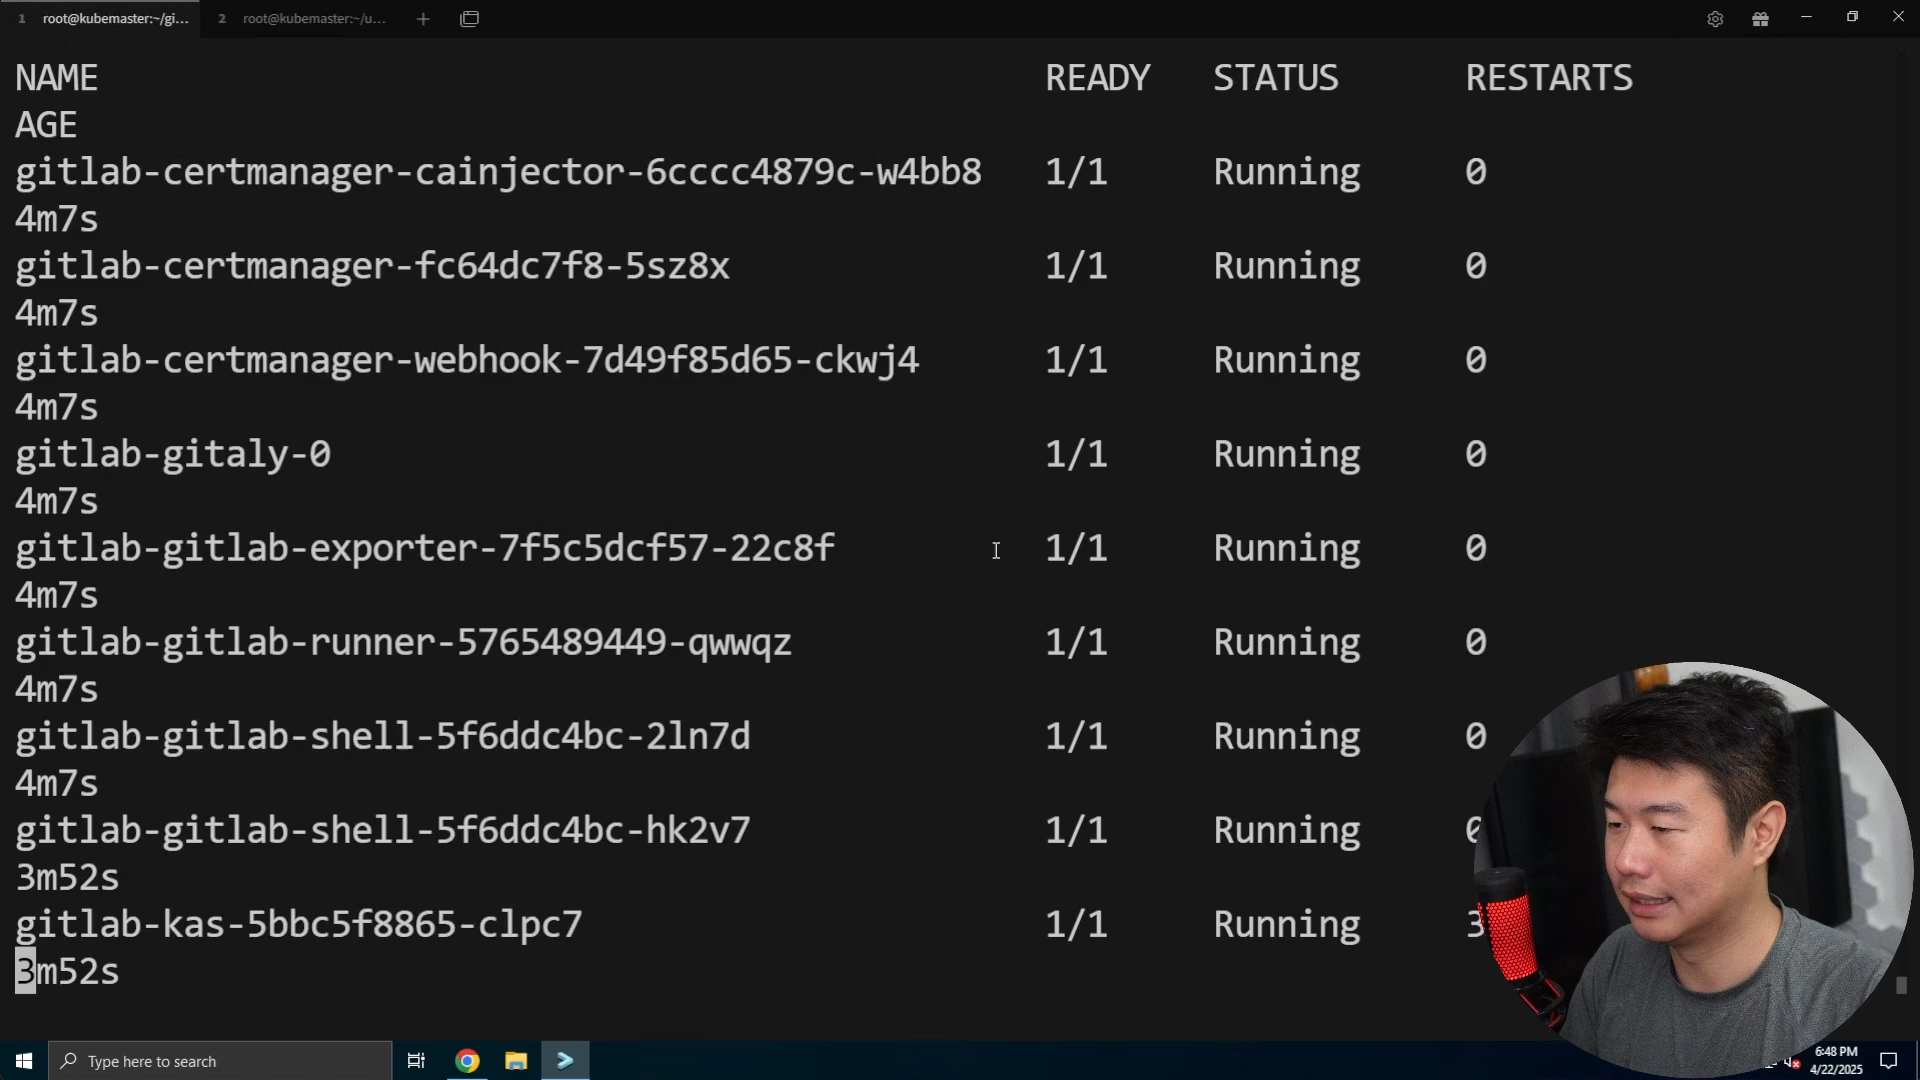 1 root@kubemaster:~/gi... 2 root@kubemaster:~/u...
NAME READY STATUS RESTARTS
AGE
gitlab-certmanager-cainjector-6cccc4879c-w4bb8 1/1 Running 0
4m7s
gitlab-certmanager-fc64dc7f8-5sz8x 1/1 Running 0
4m7s
gitlab-certmanager-webhook-7d49f85d65-ckwj4 1/1 Running 0
4m7s
gitlab-gitaly-0 1/1 Running 0
4m7s
gitlab-gitlab-exporter-7f5c5dcf57-22c8f 1/1 Running 0
4m7s
gitlab-gitlab-runner-5765489449-qwwqz 1/1 Running 0
4m7s
gitlab-gitlab-shell-5f6ddc4bc-2ln7d 1/1 Running 0
4m7s
gitlab-gitlab-shell-5f6ddc4bc-hk2v7 1/1 Running 0
3m52s
gitlab-kas-5bbc5f8865-clpc7 1/1 Running 3
3m52s
Type here to search
6:48 PM
4/22/2025